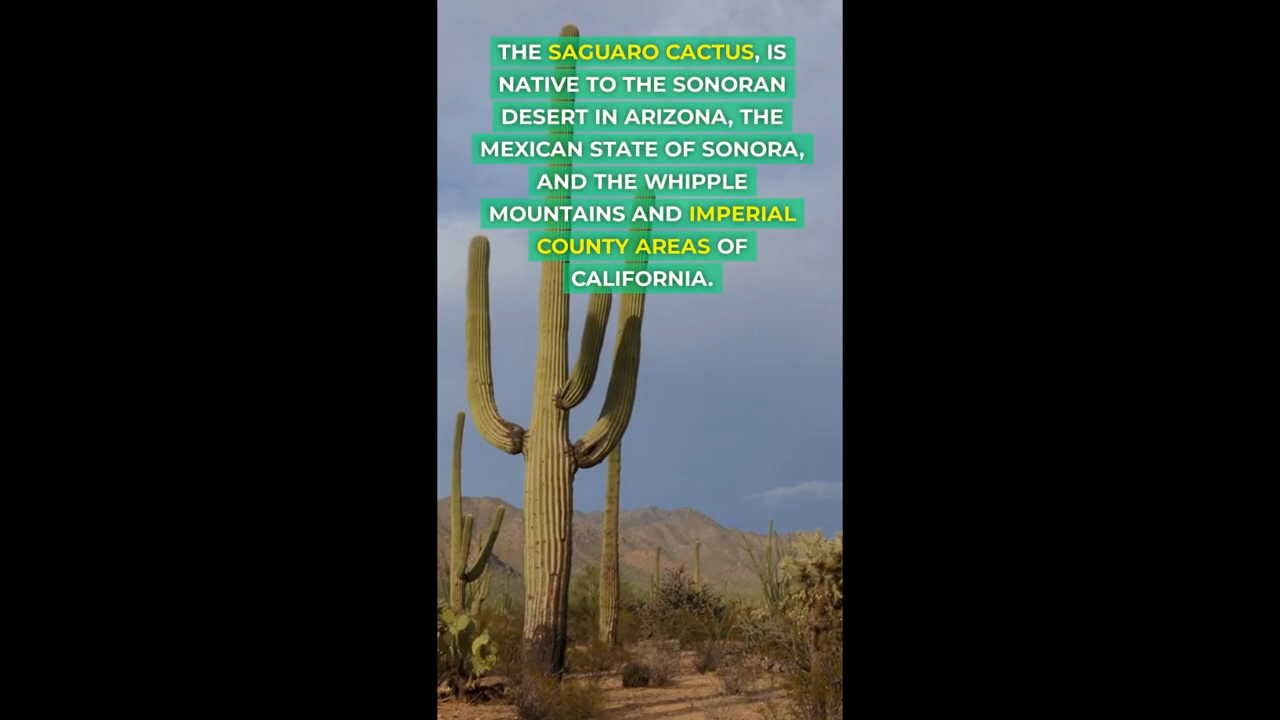 THE SAGUARO CACTUS, IS
NATIVE TO THE SONORAN
DESERT IN ARIZONA, THE
MEXICAN STATE OF SONORA,
AND THE WHIPPLE
MOUNTAINS AND IMPERIAL
COUNTY AREAS OF
CALIFORNIA.